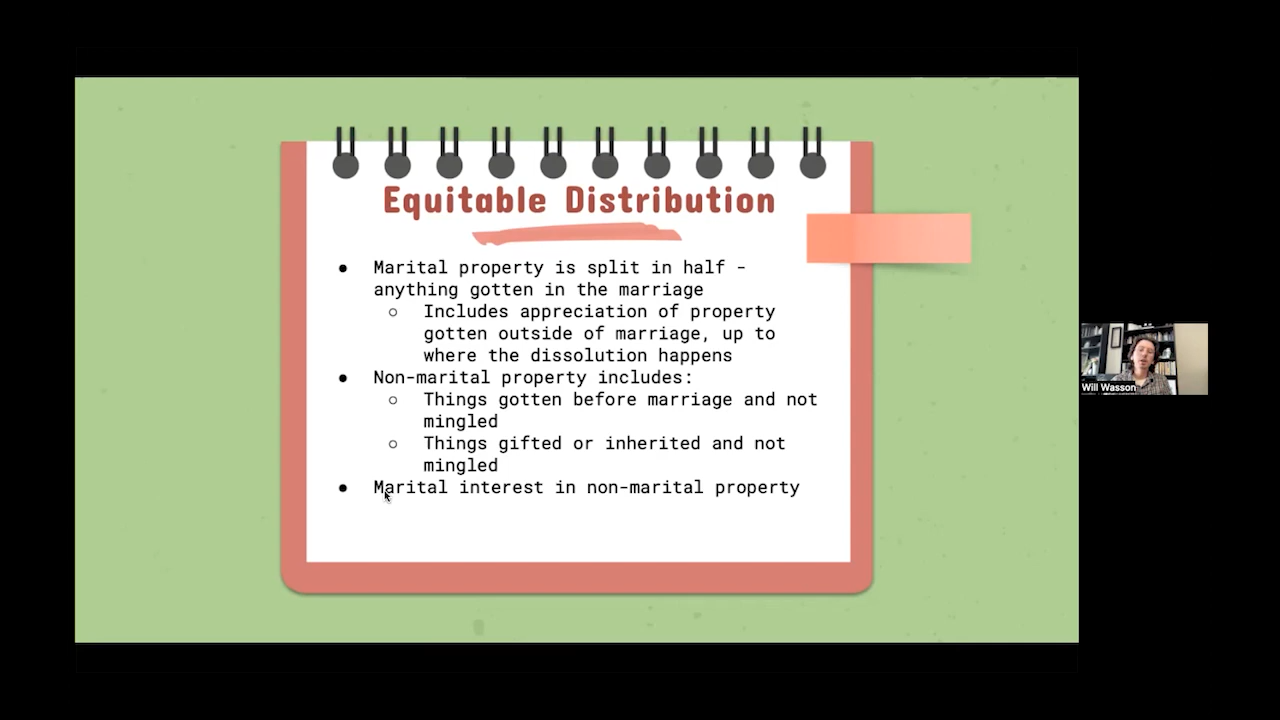 Equitable Distribution
● Marital property is split in half -
anything gotten in the marriage
○ Includes appreciation of property
gotten outside of marriage, up to
where the dissolution happens
● Non-marital property includes:
○ Things gotten before marriage and not
mingled
○ Things gifted or inherited and not
mingled
● Marital interest in non-marital property
Will Wasson